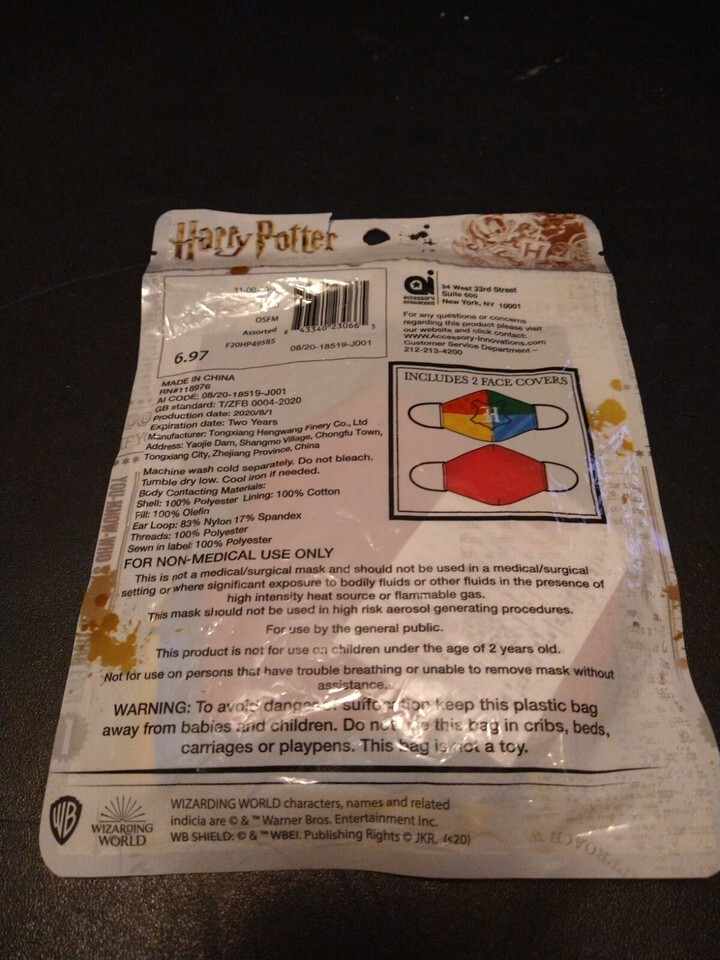 Harry Potter
OSFM
Assorted
F20HP49585
43340 23066 5
6.97
08/20-18519-J001
ai
accessory
innovations
34 West 33rd Street
Suite 600
New York, NY 10001
For any questions or concerns
regarding this product please visit
our website and click contact:
www.Accessory-Innovations.com
Customer Service Department –
212-213-4200
MADE IN CHINA
RN#118976
AI CODE: 08/20-18519-J001
GB standard: T/ZFB 0004-2020
Production date: 2020/8/1
Expiration date: Two Years
Manufacturer: Tongxiang Hengwang Finery Co., Ltd
Address: Yaojie Dam, Shangmo Village, Chongfu Town,
Tongxiang City, Zhejiang Province, China
Machine wash cold separately. Do not bleach.
Tumble dry low. Cool iron if needed.
Body Contacting Materials:
Shell: 100% Polyester Lining: 100% Cotton
Fill: 100% Olefin
Ear Loop: 83% Nylon 17% Spandex
Threads: 100% Polyester
Sewn in label: 100% Polyester
INCLUDES 2 FACE COVERS
H
FOR NON-MEDICAL USE ONLY
This is not a medical/surgical mask and should not be used in a medical/surgical
setting or where significant exposure to bodily fluids or other fluids in the presence of
high intensity heat source or flammable gas.
This mask should not be used in high risk aerosol generating procedures.
For use by the general public.
This product is not for use on children under the age of 2 years old.
Not for use on persons that have trouble breathing or unable to remove mask without
assistance.
WARNING: To avoid danger of suffocation keep this plastic bag
away from babies and children. Do not use this bag in cribs, beds,
carriages or playpens. This bag is not a toy.
WB
WIZARDING
WORLD
WIZARDING WORLD characters, names and related
indicia are © & ™ Warner Bros. Entertainment Inc.
WB SHIELD: © & ™ WBEI. Publishing Rights © JKR. (s20)